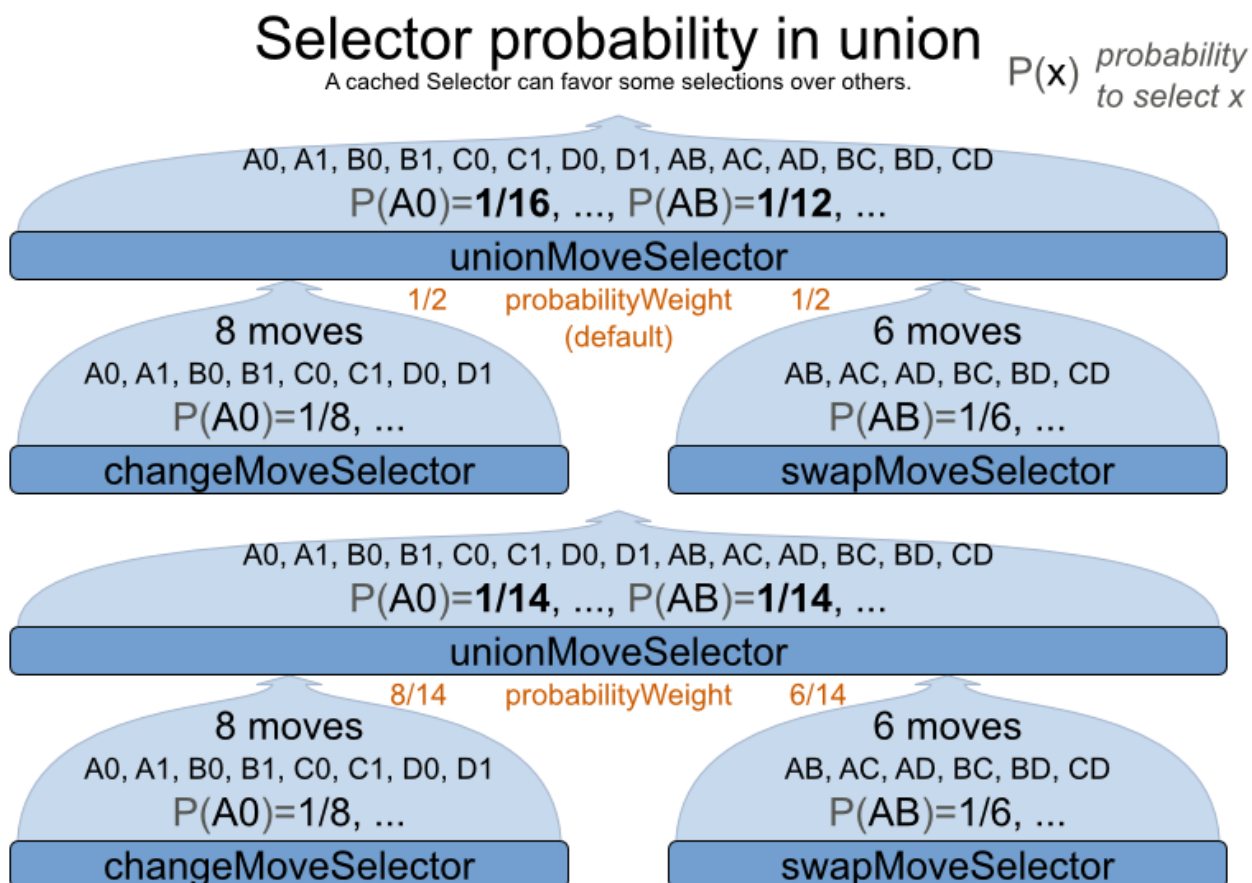 Selector probability in union
A cached Selector can favor some selections over others.
P(x) probability
to select x
A0, A1, B0, B1, C0, C1, D0, D1, AB, AC, AD, BC, BD, CD
P(A0)=1/16, ..., P(AB)=1/12, ...
unionMoveSelector
1/2 probabilityWeight 1/2
(default)
8 moves
A0, A1, B0, B1, C0, C1, D0, D1
P(A0)=1/8, ...
changeMoveSelector
6 moves
AB, AC, AD, BC, BD, CD
P(AB)=1/6, ...
swapMoveSelector
A0, A1, B0, B1, C0, C1, D0, D1, AB, AC, AD, BC, BD, CD
P(A0)=1/14, ..., P(AB)=1/14, ...
unionMoveSelector
8/14 probabilityWeight 6/14
8 moves
A0, A1, B0, B1, C0, C1, D0, D1
P(A0)=1/8, ...
changeMoveSelector
6 moves
AB, AC, AD, BC, BD, CD
P(AB)=1/6, ...
swapMoveSelector